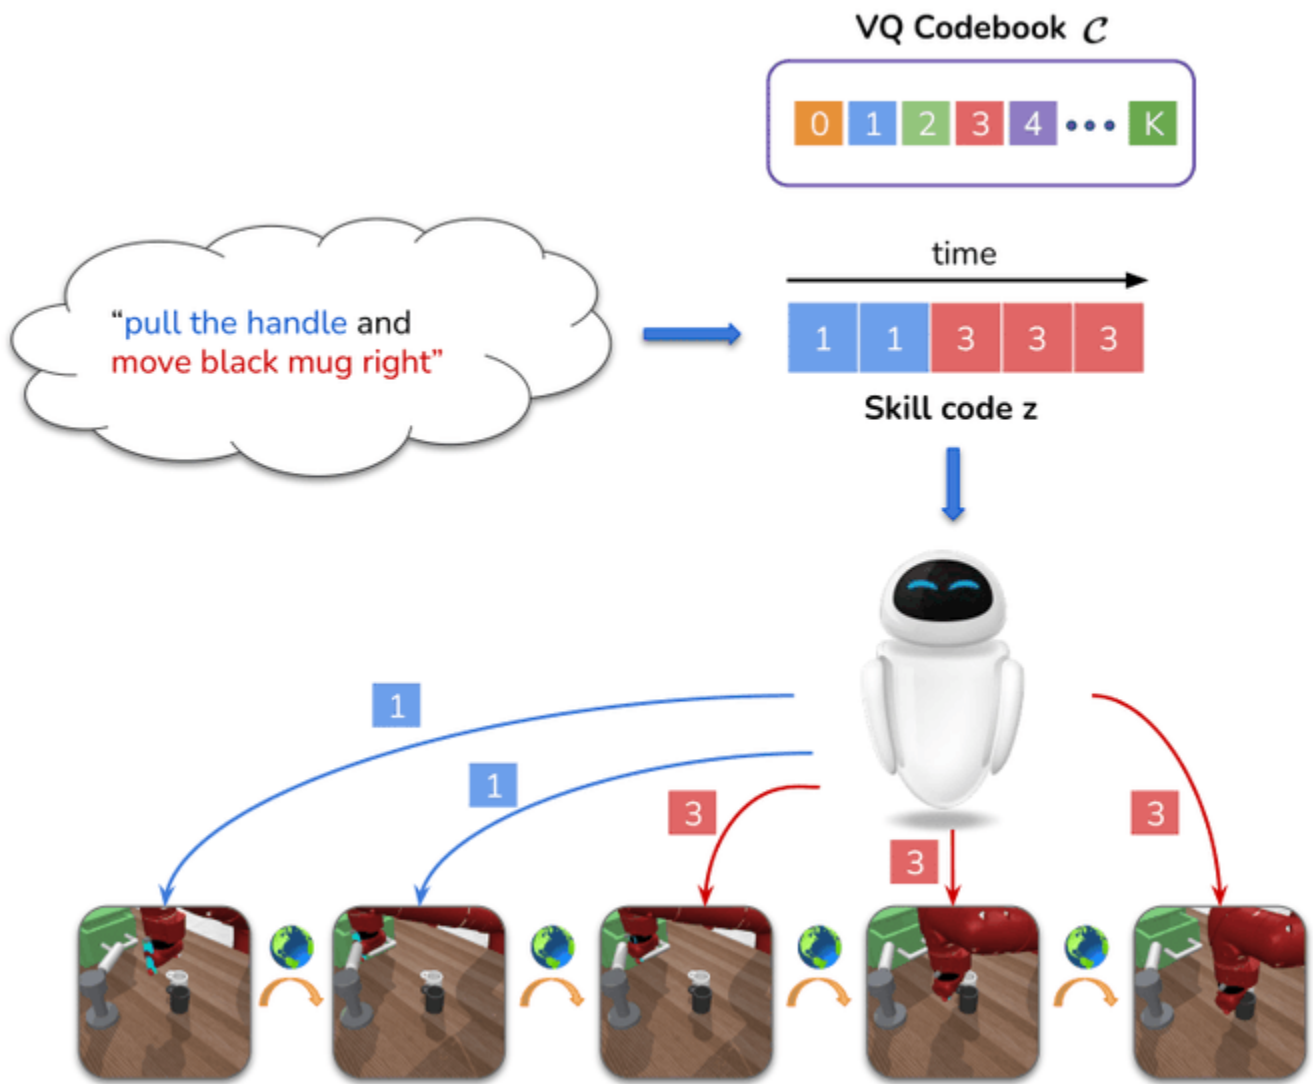 VQ Codebook 𝒞
0 1 2 3 4 ••• K
time
“pull the handle and
move black mug right”
1 1 3 3 3
Skill code z
1
1
3
3
3